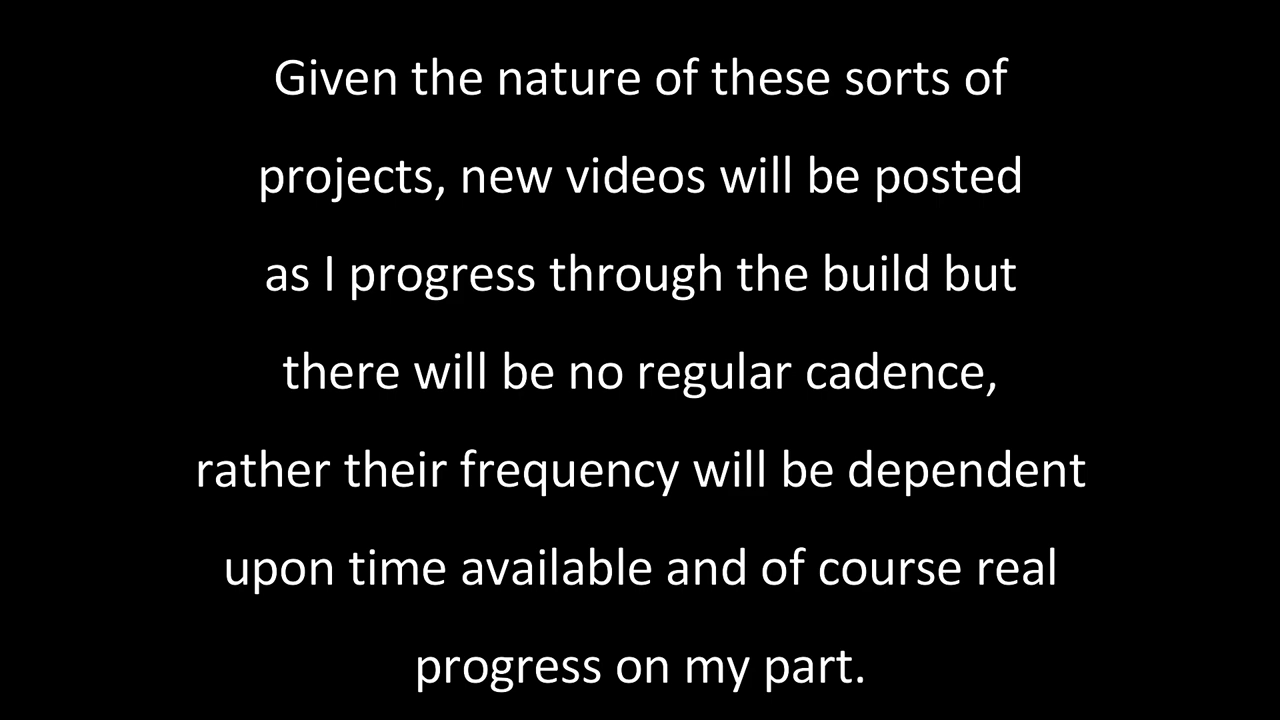 Given the nature of these sorts of
projects, new videos will be posted
as I progress through the build but
there will be no regular cadence,
rather their frequency will be dependent
upon time available and of course real
progress on my part.